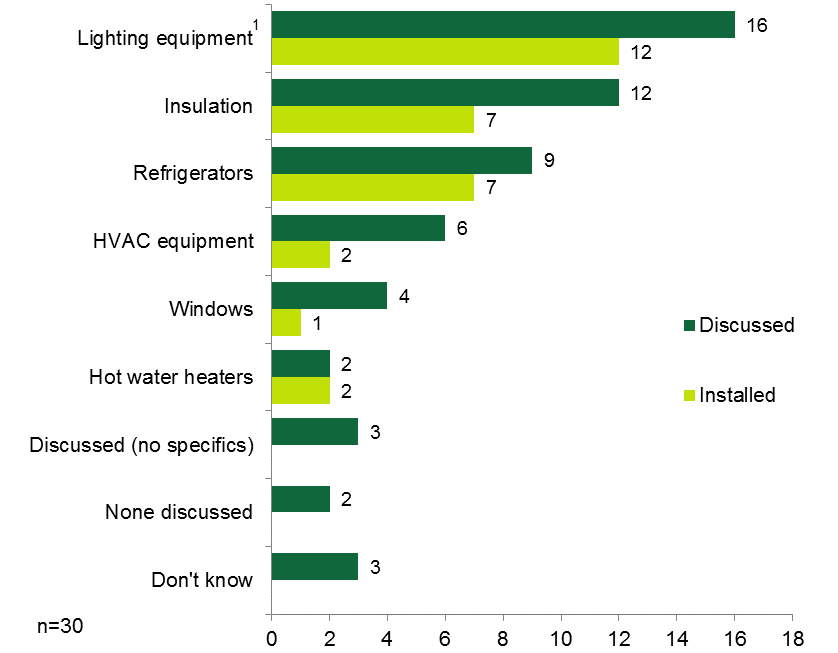 Lighting equipment1
16
12
Insulation
12
7
Refrigerators
9
7
HVAC equipment
6
2
Windows
4
1
Hot water heaters
2
2
Discussed (no specifics)
3
None discussed
2
Don't know
3
Discussed
Installed
n=30
0 2 4 6 8 10 12 14 16 18